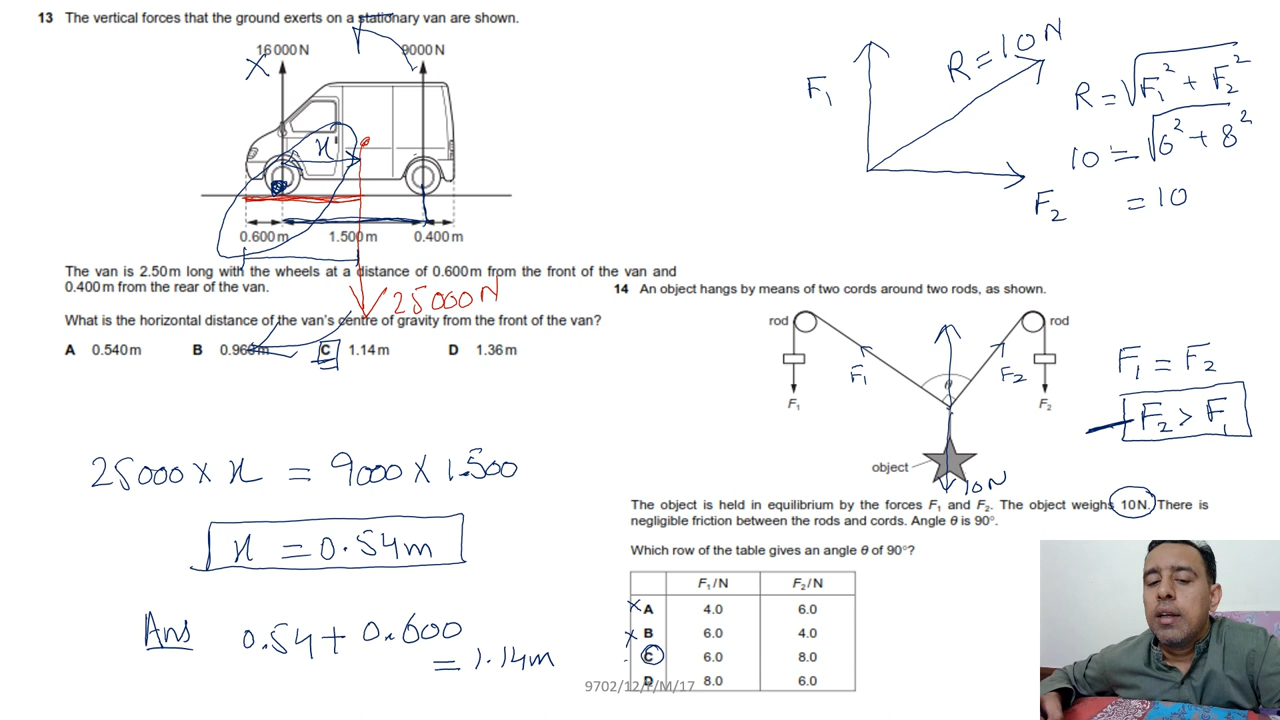 13 The vertical forces that the ground exerts on a stationary van are shown.
16 000 N
9000 N
x
0.600 m
1.500 m
0.400 m
The van is 2.50 m long with the wheels at a distance of 0.600 m from the front of the van and
0.400 m from the rear of the van.
25000N
What is the horizontal distance of the van's centre of gravity from the front of the van?
A 0.540 m B 0.960 m C 1.14 m D 1.36 m
25000 × x = 9000 × 1.500
x = 0.54m
Ans 0.54 + 0.600
= 1.14m
F₁
R = 10N
F₂
R = √F₁² + F₂²
10 = √6² + 8²
= 10
14 An object hangs by means of two cords around two rods, as shown.
rod
rod
F₁
F₂
θ
F₁
F₂
object
10N
F₁ = F₂
F₂ > F₁
The object is held in equilibrium by the forces F₁ and F₂. The object weighs 10 N. There is
negligible friction between the rods and cords. Angle θ is 90°.
Which row of the table gives an angle θ of 90°?
F₁/N F₂/N
A 4.0 6.0
B 6.0 4.0
C 6.0 8.0
D 8.0 6.0
9702/12/F/M/17